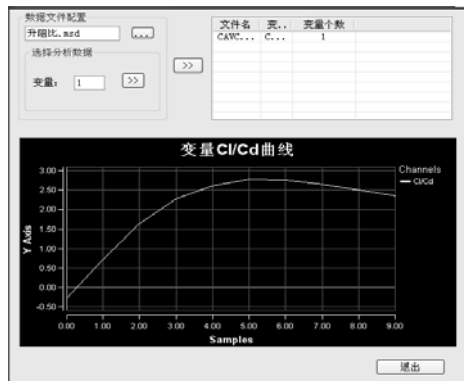 数据文件配置
升阻比.msd
...
选择分析数据
变量: 1 >>
>>
文件名 变.. 变量个数
CAVC... C... 1
变量Cl/Cd曲线
Channels
Cl/Cd
Y Axis
3.00
2.50
2.00
1.50
1.00
0.50
0.00
-0.50
0.00 1.00 2.00 3.00 4.00 5.00 6.00 7.00 8.00 9.00
Samples
退出